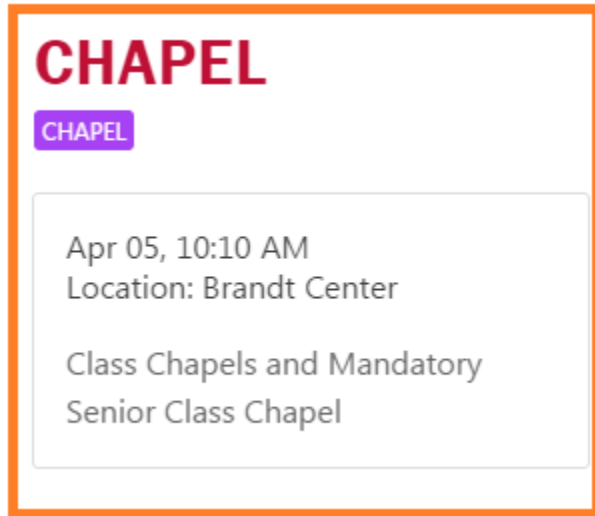 CHAPEL
CHAPEL
Apr 05, 10:10 AM
Location: Brandt Center
Class Chapels and Mandatory
Senior Class Chapel